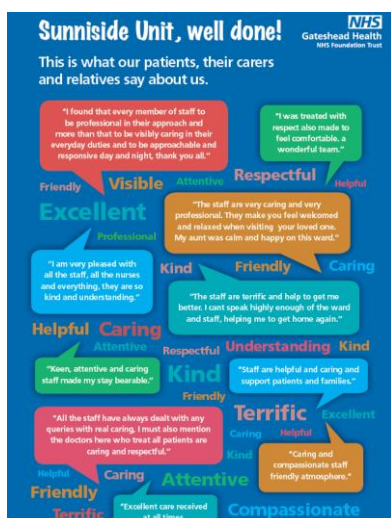 Sunniside Unit, well done!
NHS
Gateshead Health
NHS Foundation Trust
This is what our patients, their carers
and relatives say about us.
"I found that every member of staff to
be professional in their approach and
more than that to be visibly caring in their
everyday duties and to be approachable and
responsive day and night, thank you all."
"I was treated with
respect also made to
feel comfortable. a
wonderful team."
Friendly
Visible
Attentive
Respectful
Helpful
Excellent
Professional
"The staff are very caring and very
professional. They make you feel welcomed
and relaxed when visiting your loved one.
My aunt was calm and happy on this ward."
"I am very pleased with
all the staff, all the nurses
and everything, they are so
kind and understanding."
Kind
Friendly
Caring
"The staff are terrific and help to get me
better. I cant speak highly enough of the ward
and staff, helping me to get home again."
Helpful
Caring
Attentive
Respectful
Understanding
Kind
"Keen, attentive and caring
staff made my stay bearable."
Kind
Friendly
"Staff are helpful and caring and
support patients and families."
"All the staff have always dealt with any
queries with real caring, I must also mention
the doctors here who treat all patients are
caring and respectful."
Terrific
Excellent
Caring
Helpful
Kind
"Caring and
compassionate staff
friendly atmosphere."
Helpful
Caring
Attentive
Friendly
Terrific
"Excellent care received
at all times
Compassionate